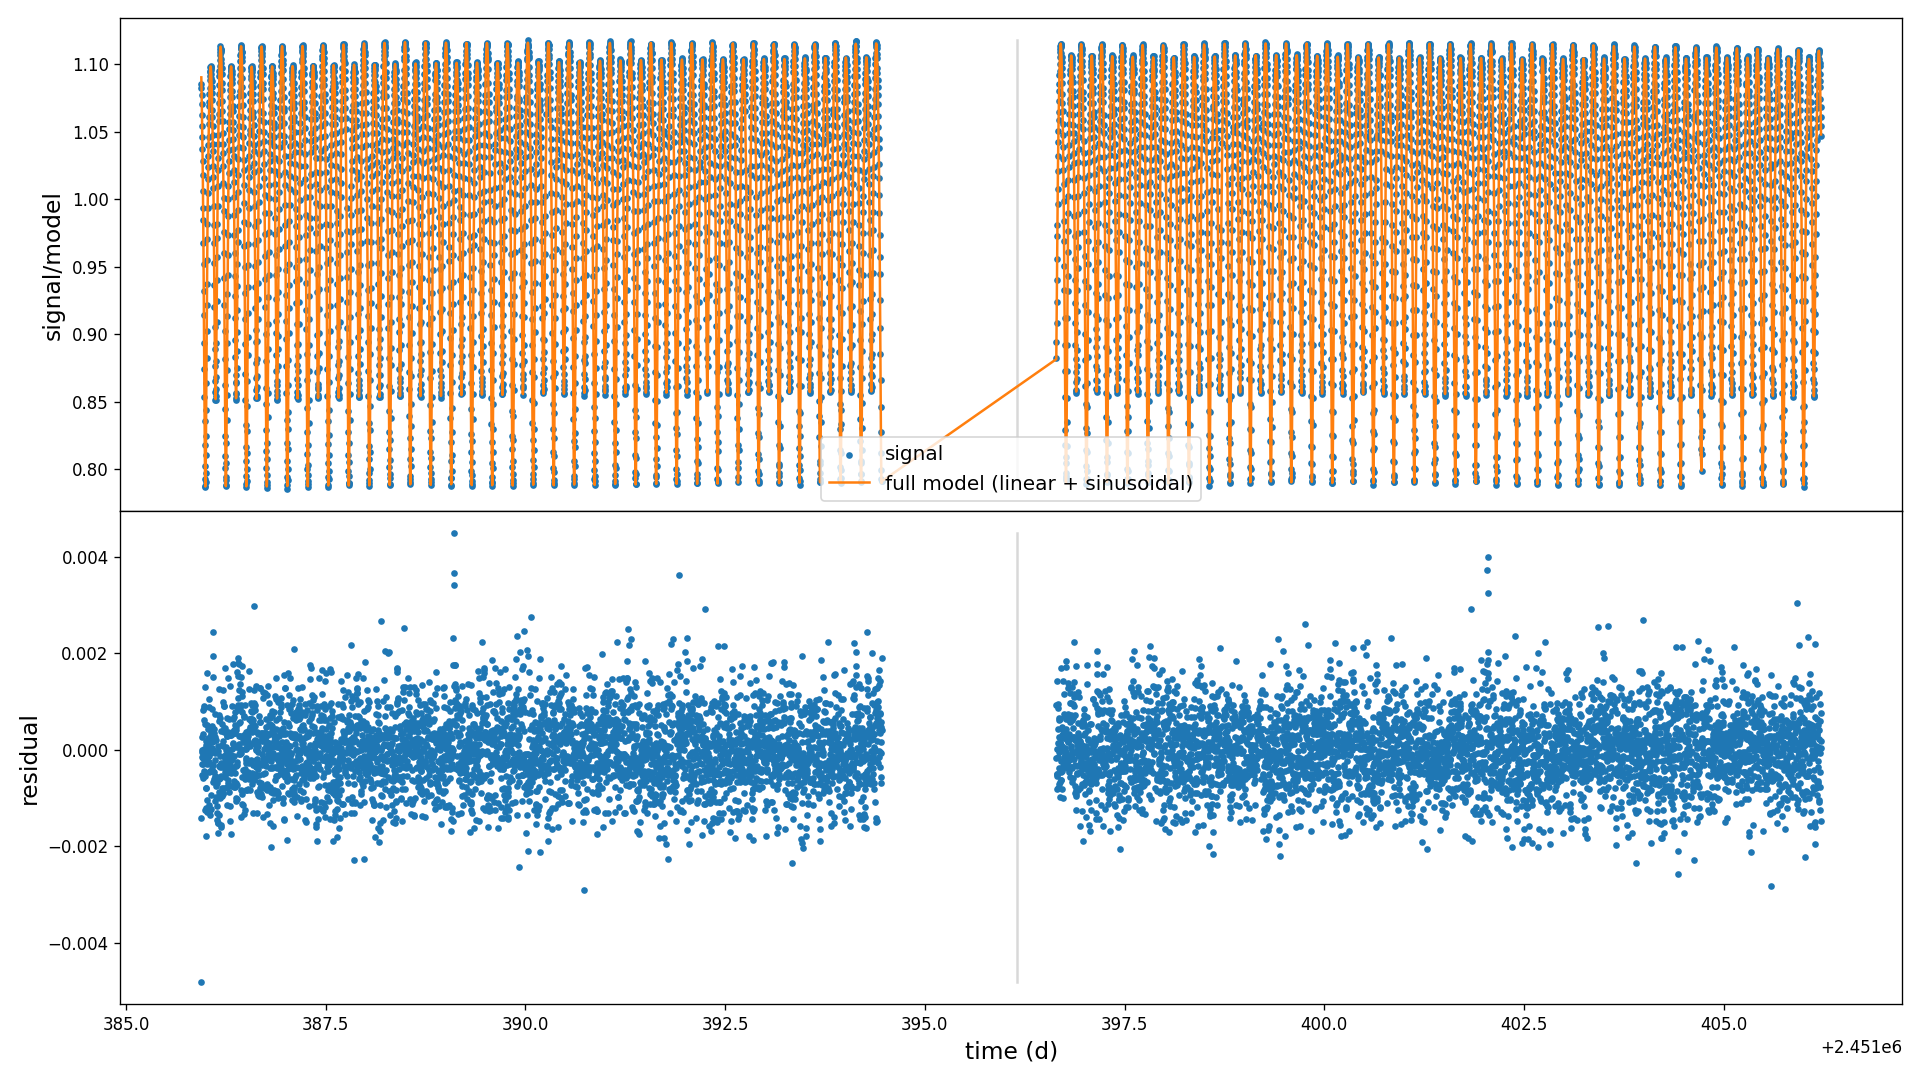 signal/model
1.10
1.05
1.00
0.95
0.90
0.85
0.80
signal
full model (linear + sinusoidal)
residual
0.004
0.002
0.000
−0.002
−0.004
385.0 387.5 390.0 392.5 395.0 397.5 400.0 402.5 405.0
time (d)
+2.451e6